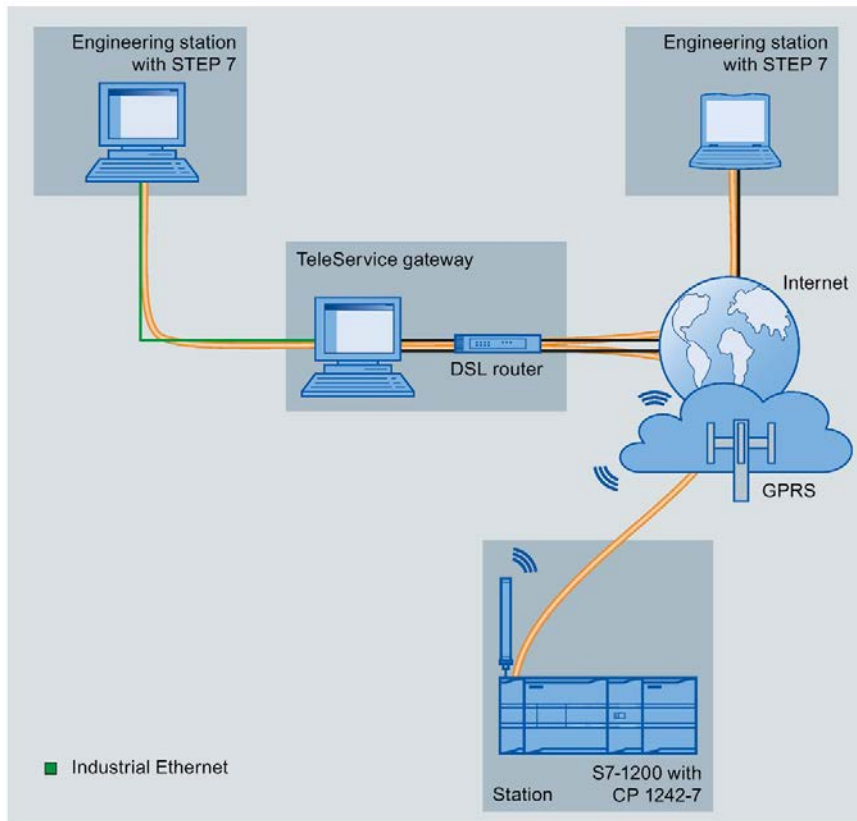 Engineering station
with STEP 7
Engineering station
with STEP 7
TeleService gateway
Internet
DSL router
GPRS
Industrial Ethernet
S7-1200 with
CP 1242-7
Station